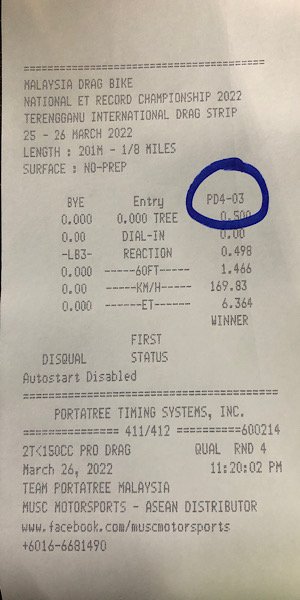 =======================================
MALAYSIA DRAG BIKE
NATIONAL ET RECORD CHAMPIONSHIP 2022
TERENGGANU INTERNATIONAL DRAG STRIP
25 - 26 MARCH 2022
LENGTH : 201M - 1/8 MILES
SURFACE : NO-PREP
BYE Entry PD4-03
0.000 0.000 TREE 0.500
0.00 DIAL-IN 0.00
-LB3- REACTION 0.498
0.000 ------60FT------ 1.466
0.00 ------KM/H----- 169.83
0.000 -------ET------- 6.364
WINNER
FIRST
DISQUAL STATUS
Autostart Disabled
=======================================
PORTATREE TIMING SYSTEMS, INC.
=============== 411/412 ==========600214
2T<150CC PRO DRAG QUAL RND 4
March 26, 2022 11:20:02 PM
TEAM PORTATREE MALAYSIA
MUSC MOTORSPORTS - ASEAN DISTRIBUTOR
www.facebook.com/muscmotorsports
+6016-6681490